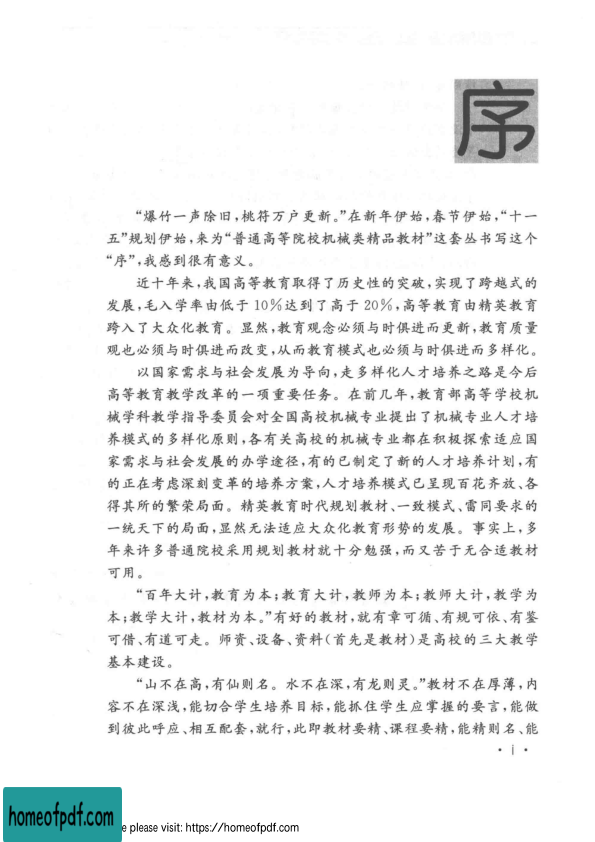 序
“爆竹一声除旧,桃符万户更新。”在新年伊始,春节伊始,“十一
五”规划伊始,来为“普通高等院校机械类精品教材”这套丛书写这个
“序”,我感到很有意义。
近十年来,我国高等教育取得了历史性的突破,实现了跨越式的
发展,毛入学率由低于10%达到了高于20%,高等教育由精英教育
跨入了大众化教育。显然,教育观念必须与时俱进而更新,教育质量
观也必须与时俱进而改变,从而教育模式也必须与时俱进而多样化。
以国家需求与社会发展为导向,走多样化人才培养之路是今后
高等教育教学改革的一项重要任务。在前几年,教育部高等学校机
械学科教学指导委员会对全国高校机械专业提出了机械专业人才培
养模式的多样化原则,各有关高校的机械专业都在积极探索适应国
家需求与社会发展的办学途径,有的已制定了新的人才培养计划,有
的正在考虑深刻变革的培养方案,人才培养模式已呈现百花齐放、各
得其所的繁荣局面。精英教育时代规划教材、一致模式、雷同要求的
一统天下的局面,显然无法适应大众化教育形势的发展。事实上,多
年来许多普通院校采用规划教材就十分勉强,而又苦于无合适教材
可用。
“百年大计,教育为本;教育大计,教师为本;教师大计,教学为
本;教学大计,教材为本。”有好的教材,就有章可循、有规可依、有鉴
可借、有道可走。师资、设备、资料(首先是教材)是高校的三大教学
基本建设。
“山不在高,有仙则名。水不在深,有龙则灵。”教材不在厚薄,内
容不在深浅,能切合学生培养目标,能抓住学生应掌握的要言,能做
到彼此呼应、相互配套,就行,此即教材要精、课程要精,能精则名、能
· i ·
homeofpdf.com
e please visit: https://homeofpdf.com